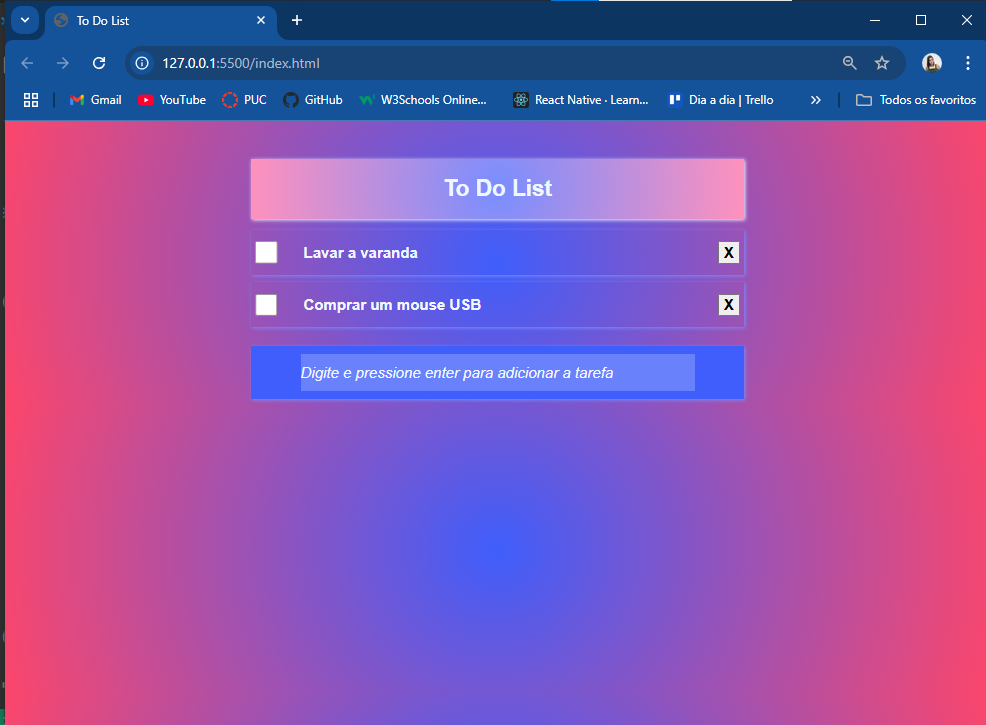 To Do List
127.0.0.1:5500/index.html
Gmail YouTube PUC GitHub W3Schools Online... React Native · Learn... Dia a dia | Trello » Todos os favoritos
To Do List
Lavar a varanda X
Comprar um mouse USB X
Digite e pressione enter para adicionar a tarefa